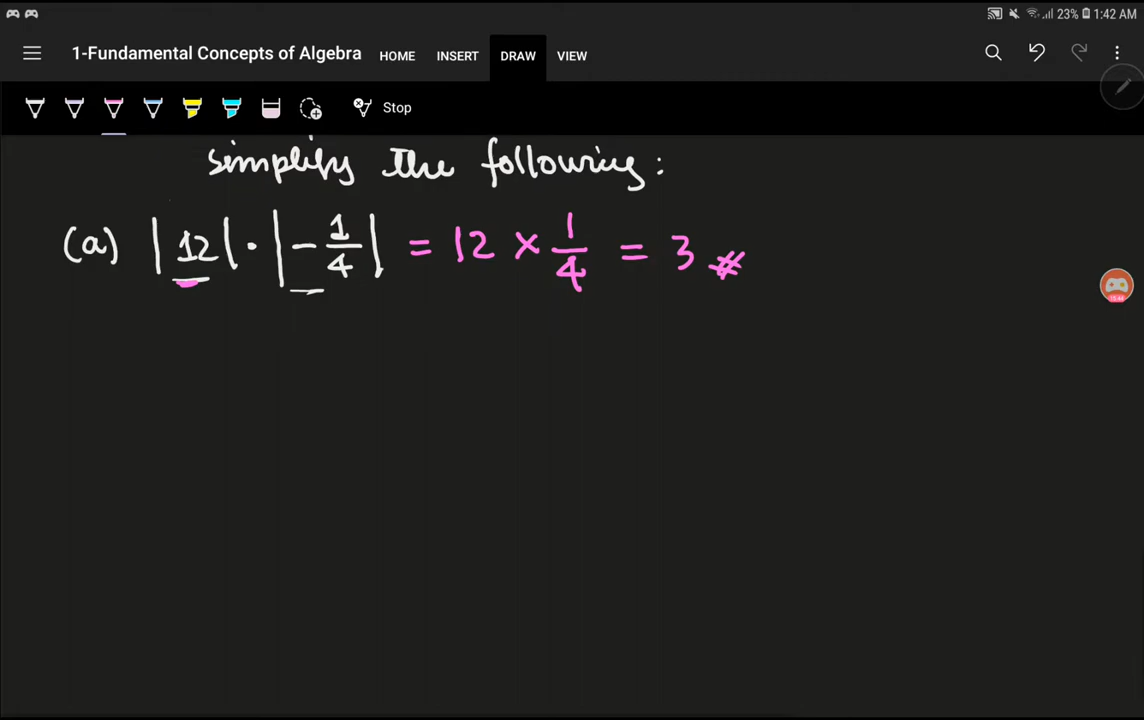 23% 1:42 AM
1-Fundamental Concepts of Algebra HOME INSERT DRAW VIEW
Stop
simplify the following:
(a) |12| · |-1/4| = 12 × 1/4 = 3 #